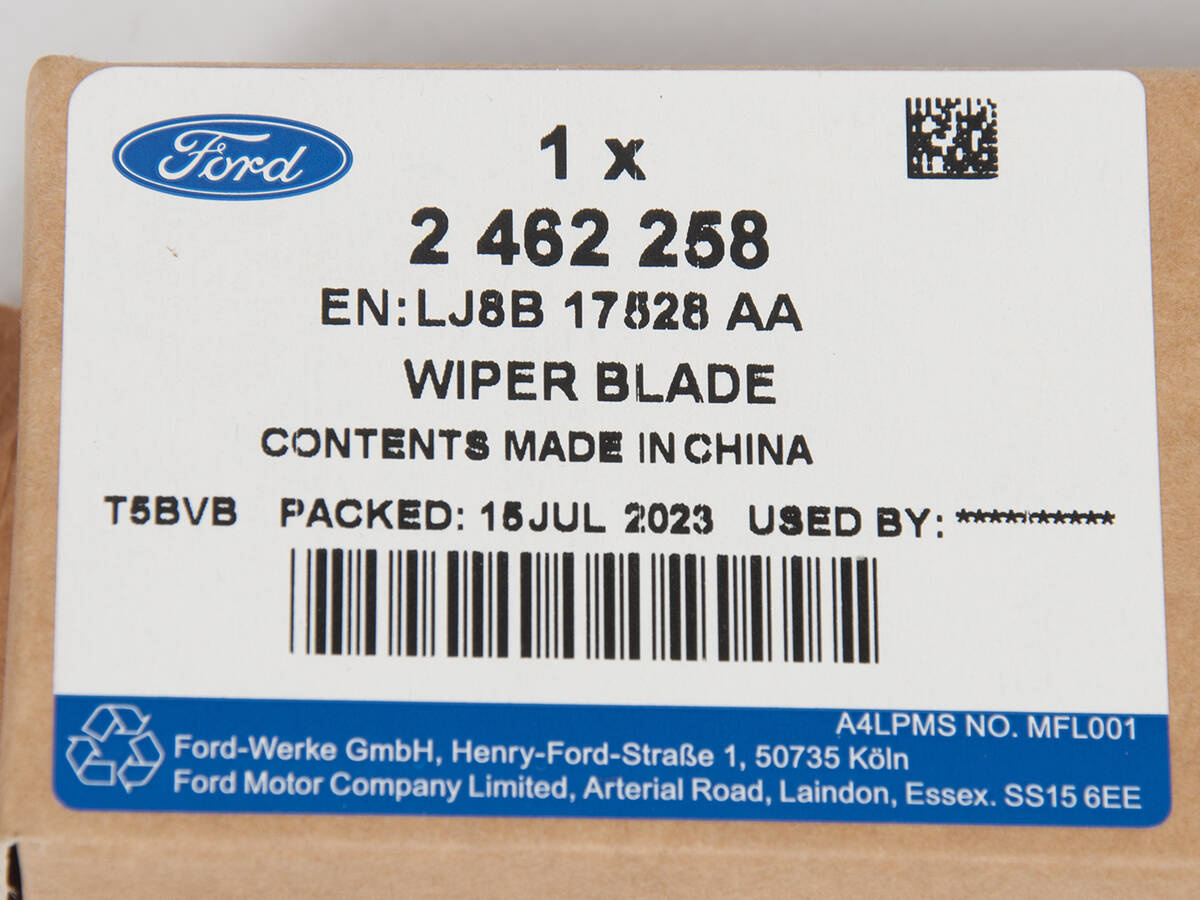 Ford
1 x
2 462 258
EN:LJ8B 17528 AA
WIPER BLADE
CONTENTS MADE IN CHINA
T5BVB PACKED: 15JUL 2023 USED BY: **********
A4LPMS NO. MFL001
Ford-Werke GmbH, Henry-Ford-Straße 1, 50735 Köln
Ford Motor Company Limited, Arterial Road, Laindon, Essex. SS15 6EE